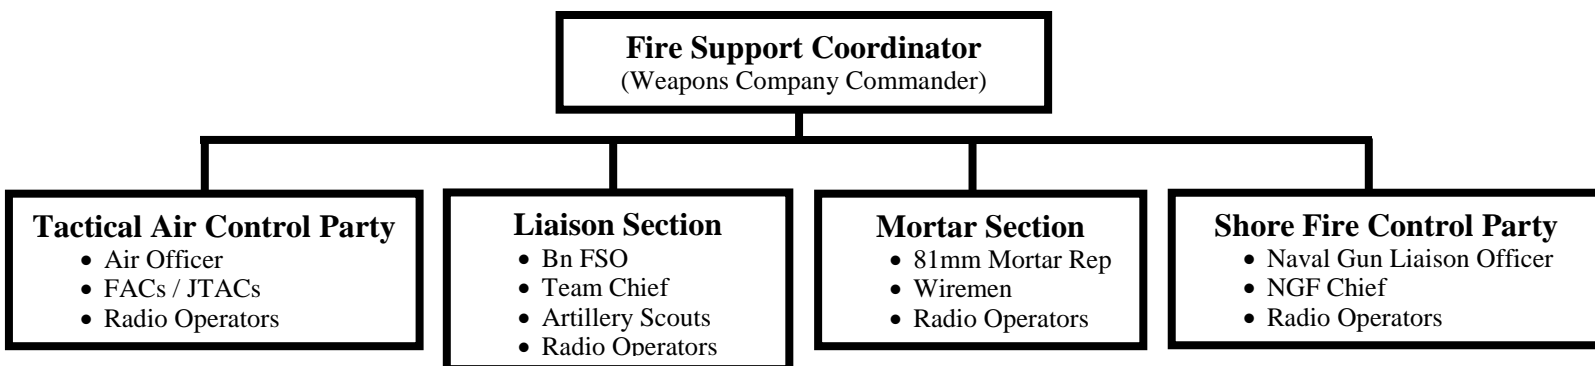 Fire Support Coordinator
(Weapons Company Commander)
Tactical Air Control Party
• Air Officer
• FACs / JTACs
• Radio Operators
Liaison Section
• Bn FSO
• Team Chief
• Artillery Scouts
• Radio Operators
Mortar Section
• 81mm Mortar Rep
• Wiremen
• Radio Operators
Shore Fire Control Party
• Naval Gun Liaison Officer
• NGF Chief
• Radio Operators